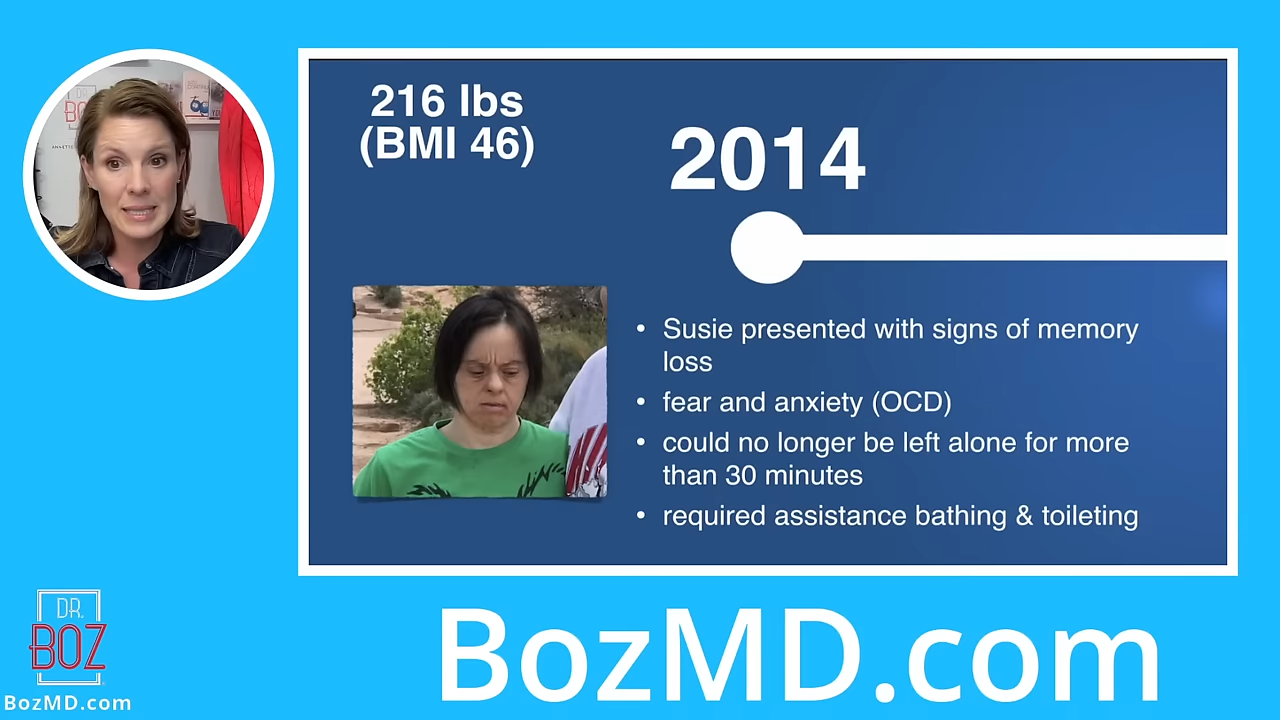 216 lbs
(BMI 46)
2014
• Susie presented with signs of memory
loss
• fear and anxiety (OCD)
• could no longer be left alone for more
than 30 minutes
• required assistance bathing & toileting
DR.
BOZ
BozMD.com
BozMD.com